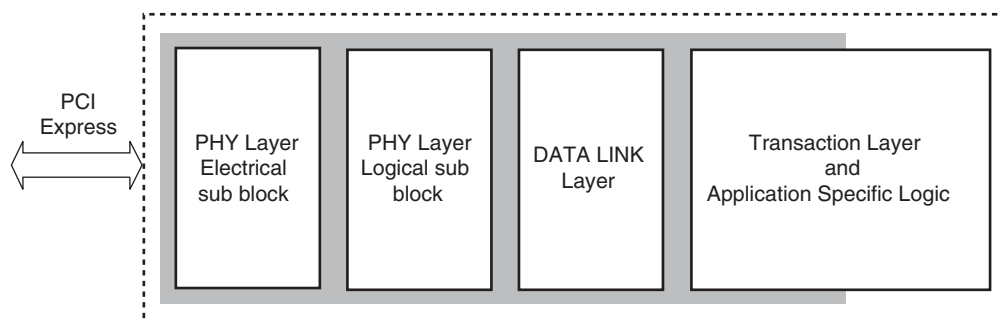 PCI
Express
PHY Layer
Electrical
sub block
PHY Layer
Logical sub
block
DATA LINK
Layer
Transaction Layer
and
Application Specific Logic